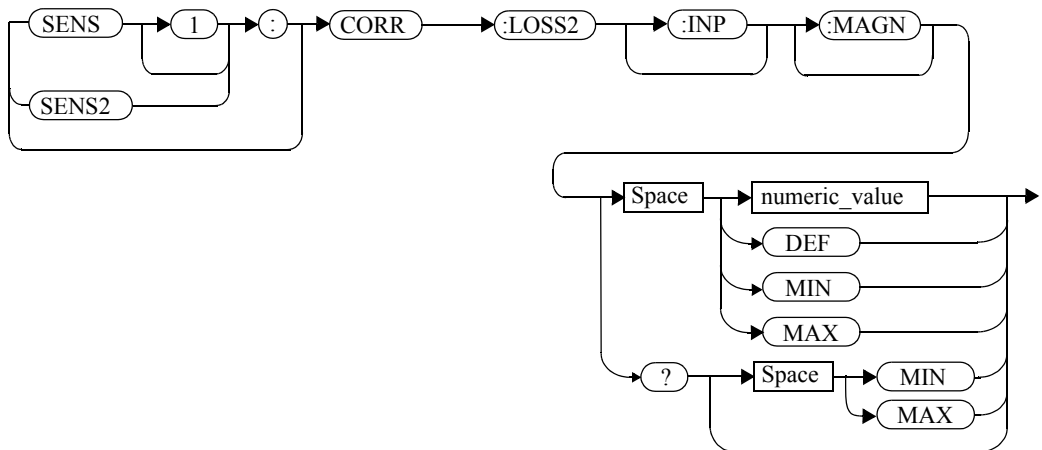 SENS 1 : CORR :LOSS2 :INP :MAGN
SENS2
Space numeric_value
DEF
MIN
MAX
? Space MIN
MAX